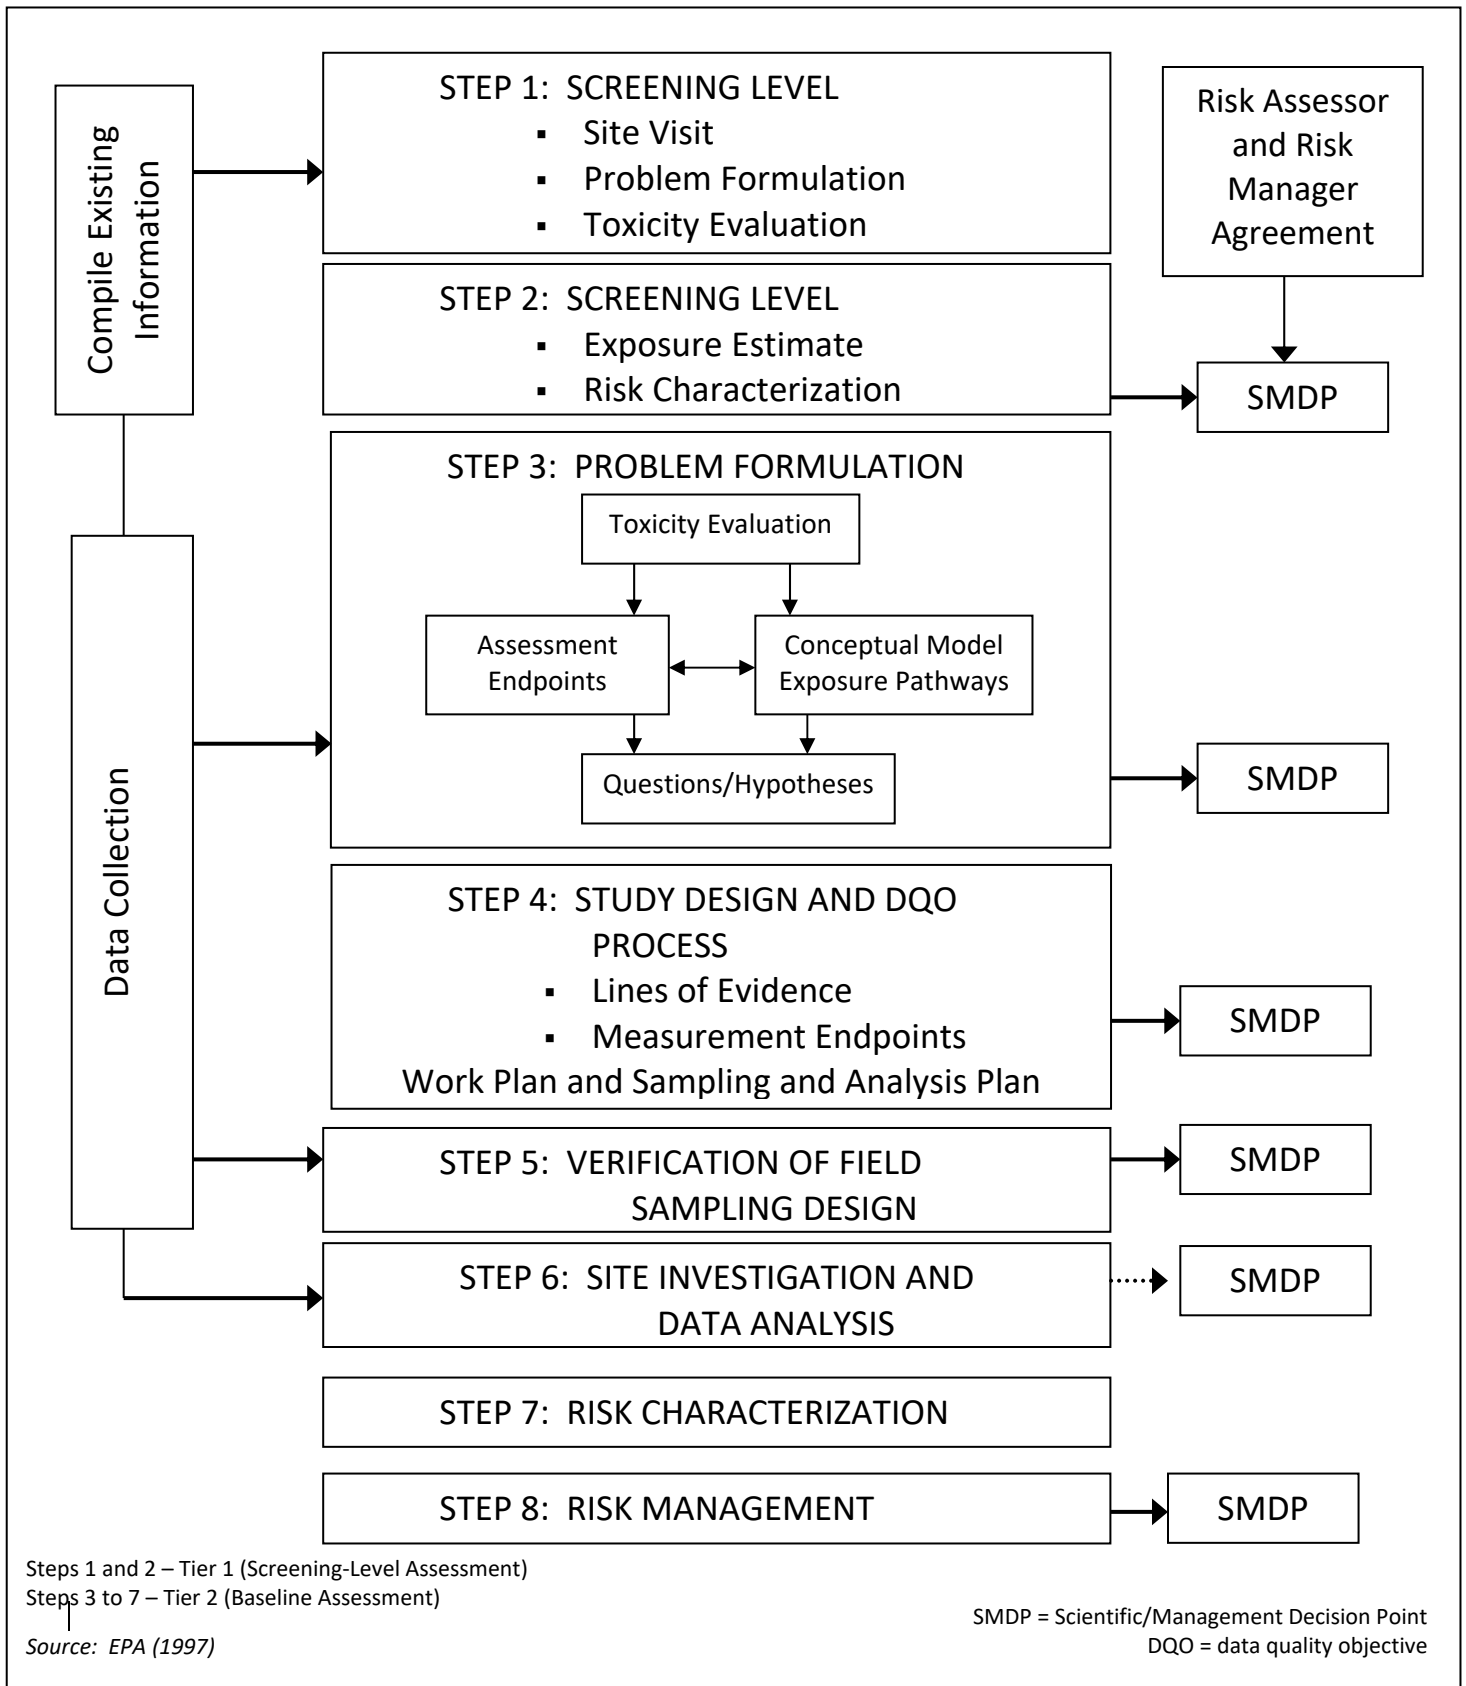 Compile Existing
Information
STEP 1: SCREENING LEVEL
▪ Site Visit
▪ Problem Formulation
▪ Toxicity Evaluation
Risk Assessor
and Risk
Manager
Agreement
STEP 2: SCREENING LEVEL
▪ Exposure Estimate
▪ Risk Characterization
SMDP
Data Collection
STEP 3: PROBLEM FORMULATION
Toxicity Evaluation
Assessment
Endpoints
Conceptual Model
Exposure Pathways
Questions/Hypotheses
SMDP
STEP 4: STUDY DESIGN AND DQO
PROCESS
▪ Lines of Evidence
▪ Measurement Endpoints
Work Plan and Sampling and Analysis Plan
SMDP
STEP 5: VERIFICATION OF FIELD
SAMPLING DESIGN
SMDP
STEP 6: SITE INVESTIGATION AND
DATA ANALYSIS
SMDP
STEP 7: RISK CHARACTERIZATION
STEP 8: RISK MANAGEMENT
SMDP
Steps 1 and 2 – Tier 1 (Screening-Level Assessment)
Steps 3 to 7 – Tier 2 (Baseline Assessment)
Source: EPA (1997)
SMDP = Scientific/Management Decision Point
DQO = data quality objective